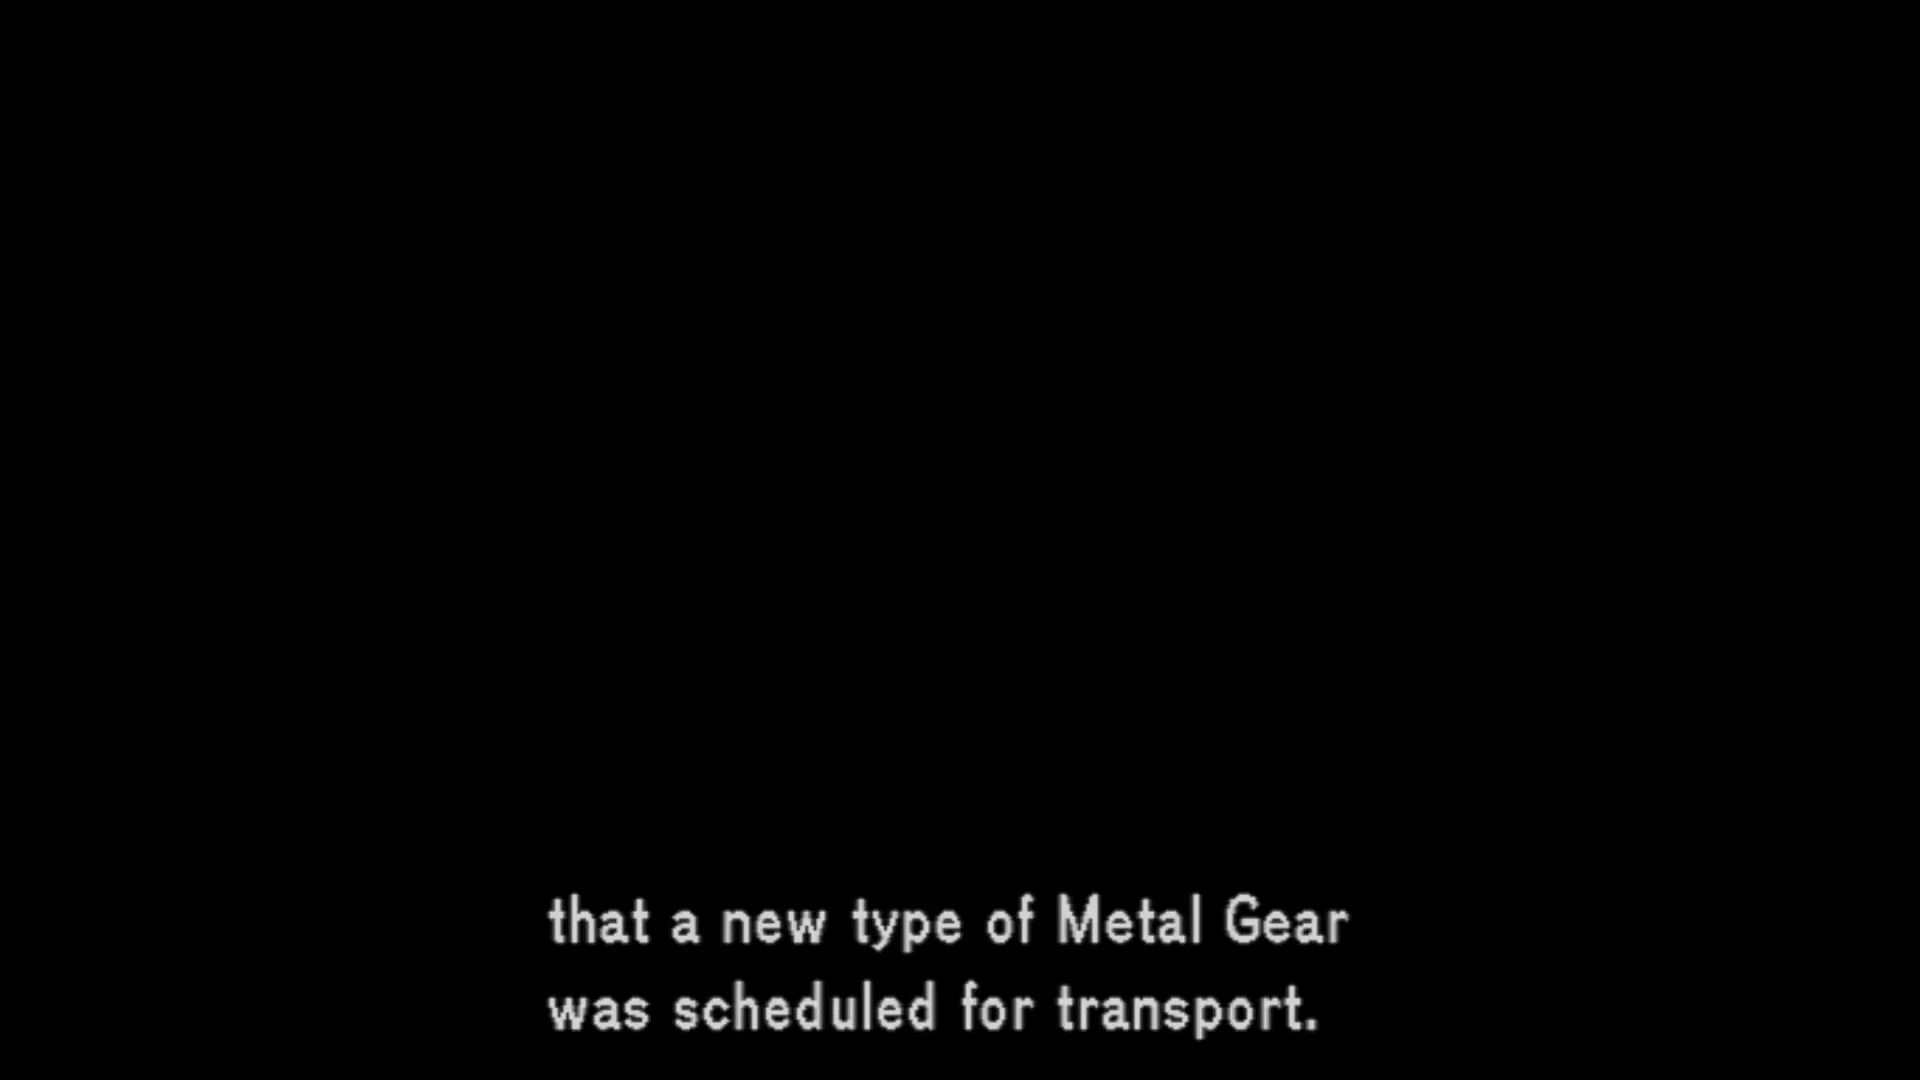 that a new type of Metal Gear
was scheduled for transport.